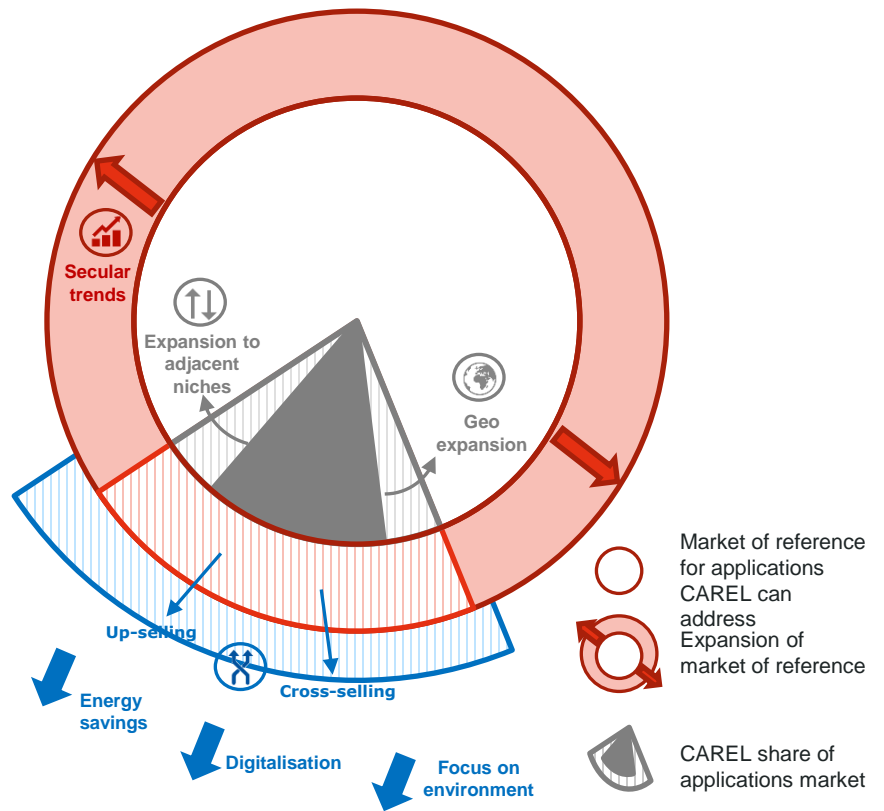 Secular
trends
Expansion to
adjacent
niches
Geo
expansion
Up-selling
Cross-selling
Energy
savings
Digitalisation
Focus on
environment
Market of reference
for applications
CAREL can
address
Expansion of
market of reference
CAREL share of
applications market